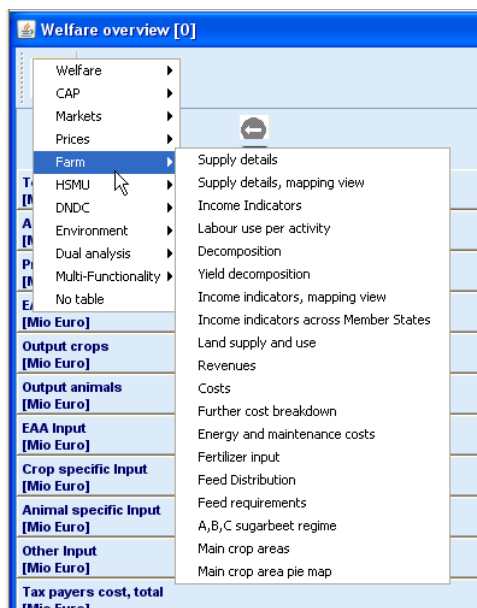 Welfare overview [0]
Welfare
CAP
Markets
Prices
Farm
HSMU
DNDC
Environment
Dual analysis
Multi-Functionality
No table
Supply details
Supply details, mapping view
Income Indicators
Labour use per activity
Decomposition
Yield decomposition
Income indicators, mapping view
Income indicators across Member States
Land supply and use
Revenues
Costs
Further cost breakdown
Energy and maintenance costs
Fertilizer input
Feed Distribution
Feed requirements
A,B,C sugarbeet regime
Main crop areas
Main crop area pie map
[Mio Euro]
Output crops
[Mio Euro]
Output animals
[Mio Euro]
EAA Input
[Mio Euro]
Crop specific Input
[Mio Euro]
Animal specific Input
[Mio Euro]
Other Input
[Mio Euro]
Tax payers cost, total
[Mio Euro]